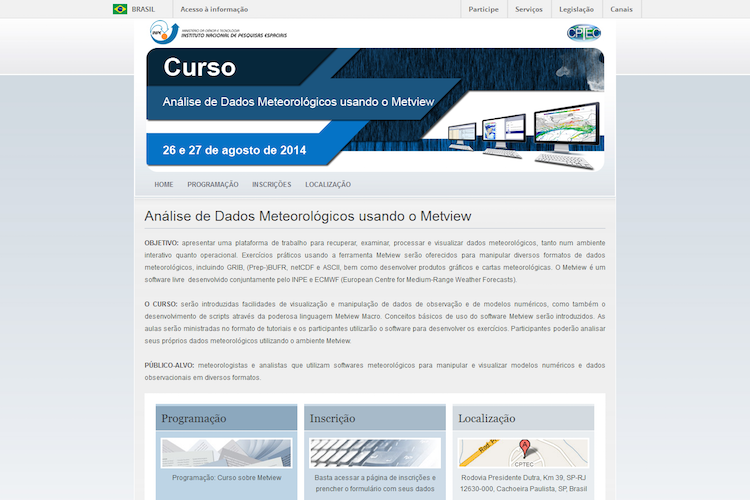 BRASIL Acesso à informação Participe Serviços Legislação Canais
INPE MINISTÉRIO DA CIÊNCIA E TECNOLOGIA
INSTITUTO NACIONAL DE PESQUISAS ESPACIAIS
CPTEC
Curso
Análise de Dados Meteorológicos usando o Metview
26 e 27 de agosto de 2014
HOME PROGRAMAÇÃO INSCRIÇÕES LOCALIZAÇÃO
Análise de Dados Meteorológicos usando o Metview
OBJETIVO: apresentar uma plataforma de trabalho para recuperar, examinar, processar e visualizar dados meteorológicos, tanto num ambiente
interativo quanto operacional. Exercícios práticos usando a ferramenta Metview serão oferecidos para manipular diversos formatos de dados
meteorológicos, incluindo GRIB, (Prep-)BUFR, netCDF e ASCII, bem como desenvolver produtos gráficos e cartas meteorológicas. O Metview é um
software livre desenvolvido conjuntamente pelo INPE e ECMWF (European Centre for Medium-Range Weather Forecasts).
O CURSO: serão introduzidas facilidades de visualização e manipulação de dados de observação e de modelos numéricos, como também o
desenvolvimento de scripts através da poderosa linguagem Metview Macro. Conceitos básicos de uso do software Metview serão introduzidos. As
aulas serão ministradas no formato de tutoriais e os participantes utilizarão o software para desenvolver os exercícios. Participantes poderão analisar
seus próprios dados meteorológicos utilizando o ambiente Metview.
PÚBLICO-ALVO: meteorologistas e analistas que utilizam softwares meteorológicos para manipular e visualizar modelos numéricos e dados
observacionais em diversos formatos.
Programação
Programação: Curso sobre Metview
Inscrição
Basta acessar a página de inscrições e
prencher o formulário com seus dados
Localização
Rod. P
A
CPTEC
Rodovia Presidente Dutra, Km 39, SP-RJ
12630-000, Cachoeira Paulista, SP, Brasil